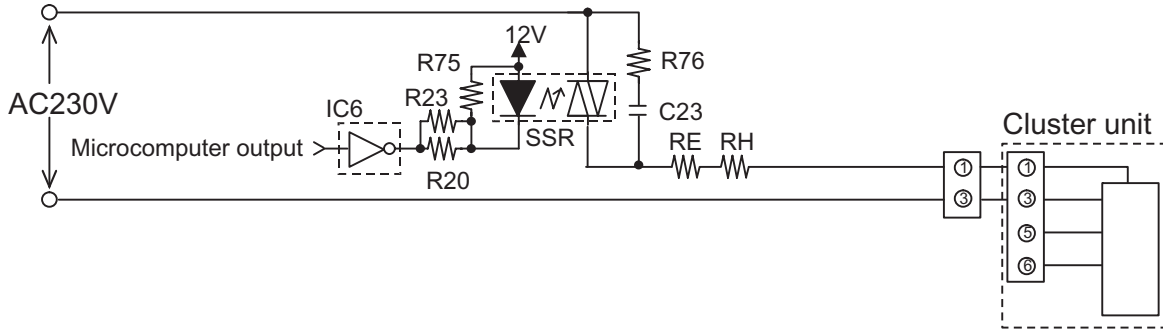 12V
R75
R76
AC230V
IC6
R23
C23
Cluster unit
Microcomputer output
SSR
RE
RH
R20
①
①
③
③
⑤
⑥